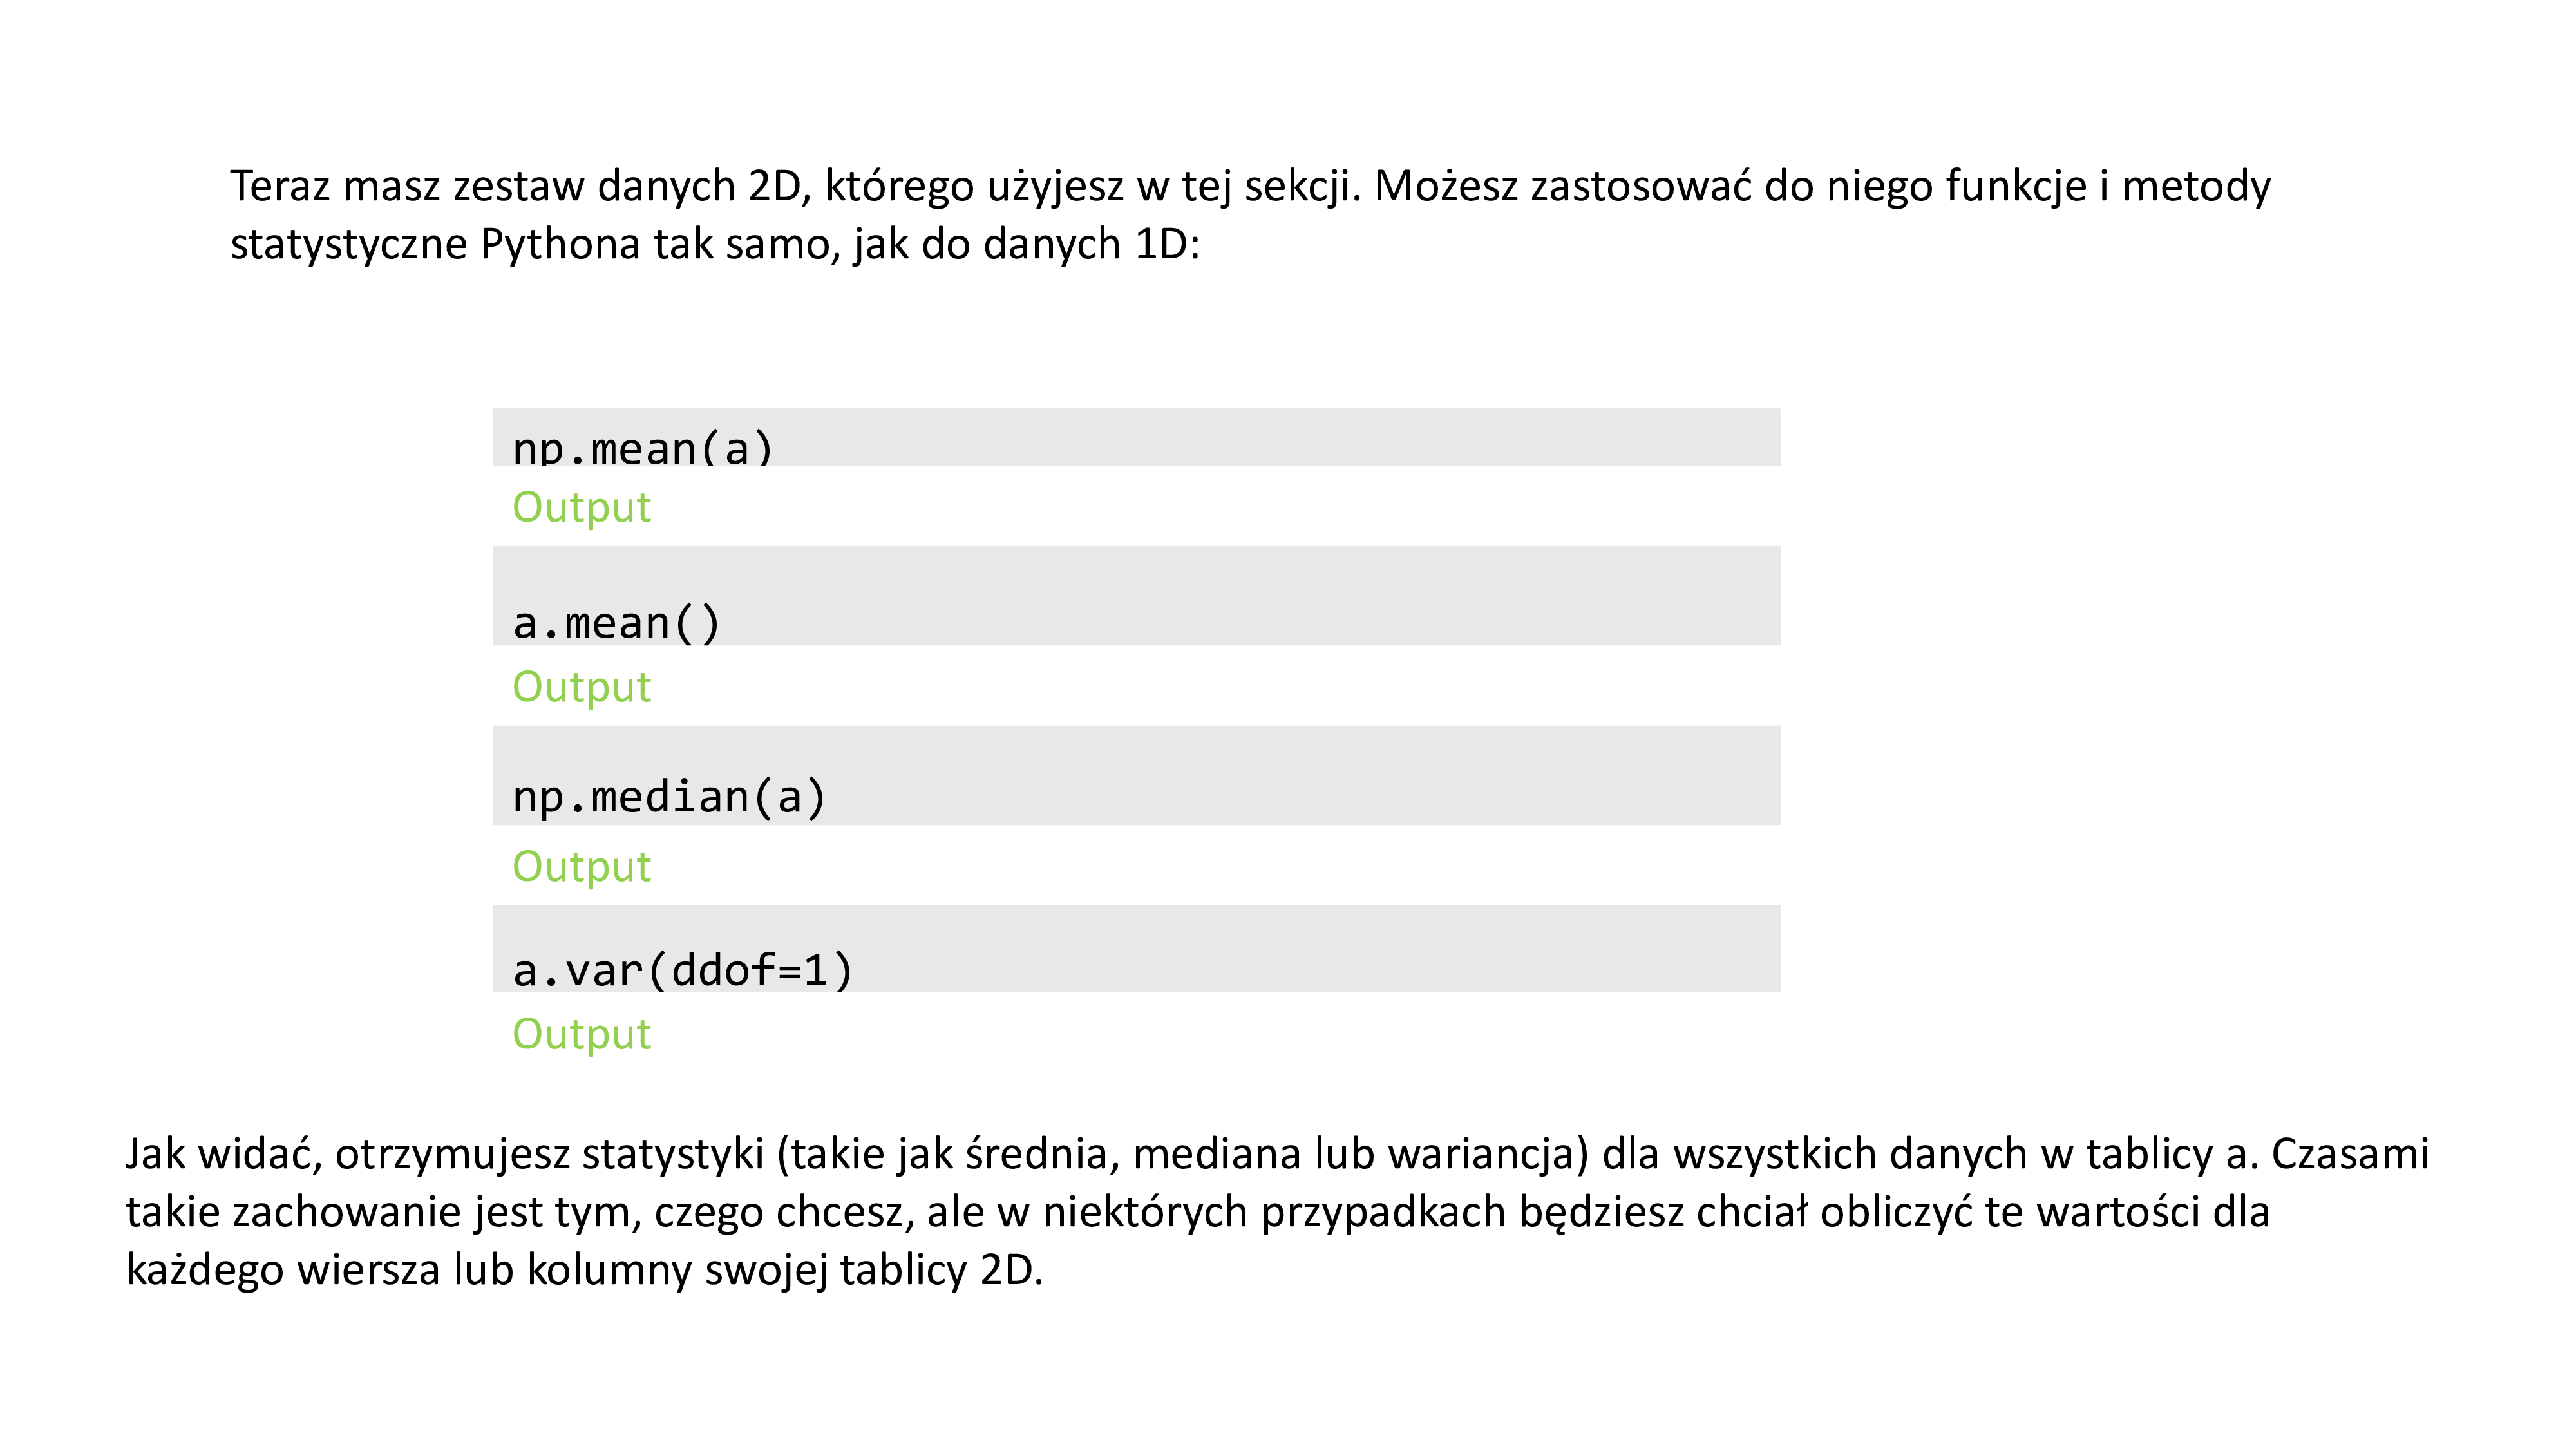 Teraz masz zestaw danych 2D, którego użyjesz w tej sekcji. Możesz zastosować do niego funkcje i metody
statystyczne Pythona tak samo, jak do danych 1D:
np.mean(a)
Output
a.mean()
Output
np.median(a)
Output
a.var(ddof=1)
Output
Jak widać, otrzymujesz statystyki (takie jak średnia, mediana lub wariancja) dla wszystkich danych w tablicy a. Czasami
takie zachowanie jest tym, czego chcesz, ale w niektórych przypadkach będziesz chciał obliczyć te wartości dla
każdego wiersza lub kolumny swojej tablicy 2D.